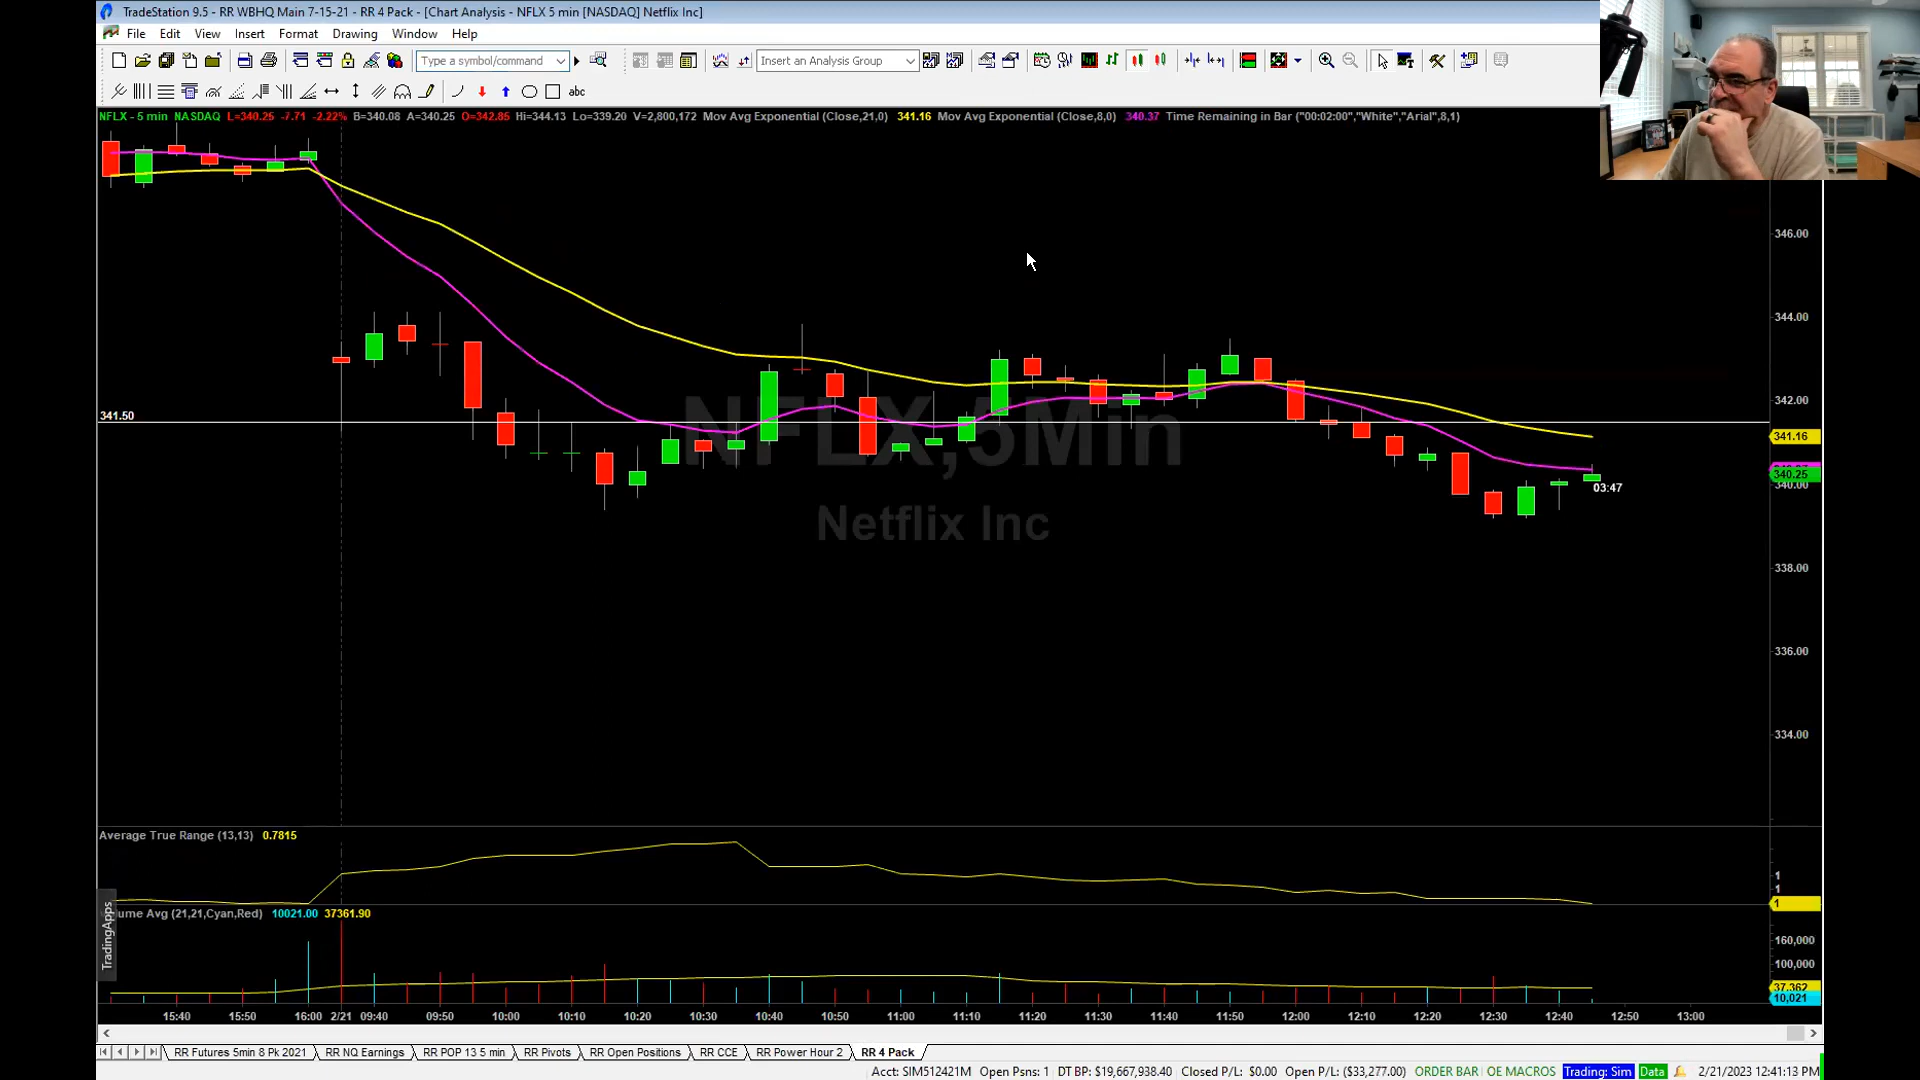 TradeStation 9.5 - RR WBHQ Main 7-15-21 - RR 4 Pack - [Chart Analysis - NFLX 5 min [NASDAQ] Netflix Inc]
File Edit View Insert Format Drawing Window Help
Type a symbol/command Insert an Analysis Group
abc
NFLX - 5 min NASDAQ L=340.25 -7.71 -2.22% B=340.08 A=340.25 O=342.85 Hi=344.13 Lo=339.20 V=2,800,172 Mov Avg Exponential (Close,21,0) 341.16 Mov Avg Exponential (Close,8,0) 340.37 Time Remaining in Bar ("00:02:00","White","Arial",8,1)
346.00
344.00
342.00
341.50
NFLX,5Min
341.16
340.25
340.00
03:47
Netflix Inc
338.00
336.00
334.00
Average True Range (13,13) 0.7815
1
1
1
ume Avg (21,21,Cyan,Red) 10021.00 37361.90
TradingApps
160,000
100,000
37,362
10,021
15:40 15:50 16:00 2/21 09:40 09:50 10:00 10:10 10:20 10:30 10:40 10:50 11:00 11:10 11:20 11:30 11:40 11:50 12:00 12:10 12:20 12:30 12:40 12:50 13:00
RR Futures 5min 8 Pk 2021 RR NQ Earnings RR POP 13 5 min RR Pivots RR Open Positions RR CCE RR Power Hour 2 RR 4 Pack
Acct: SIM512421M Open Psns: 1 DT BP: $19,667,938.40 Closed P/L: $0.00 Open P/L: ($33,277.00) ORDER BAR OE MACROS Trading: Sim Data 2/21/2023 12:41:13 PM